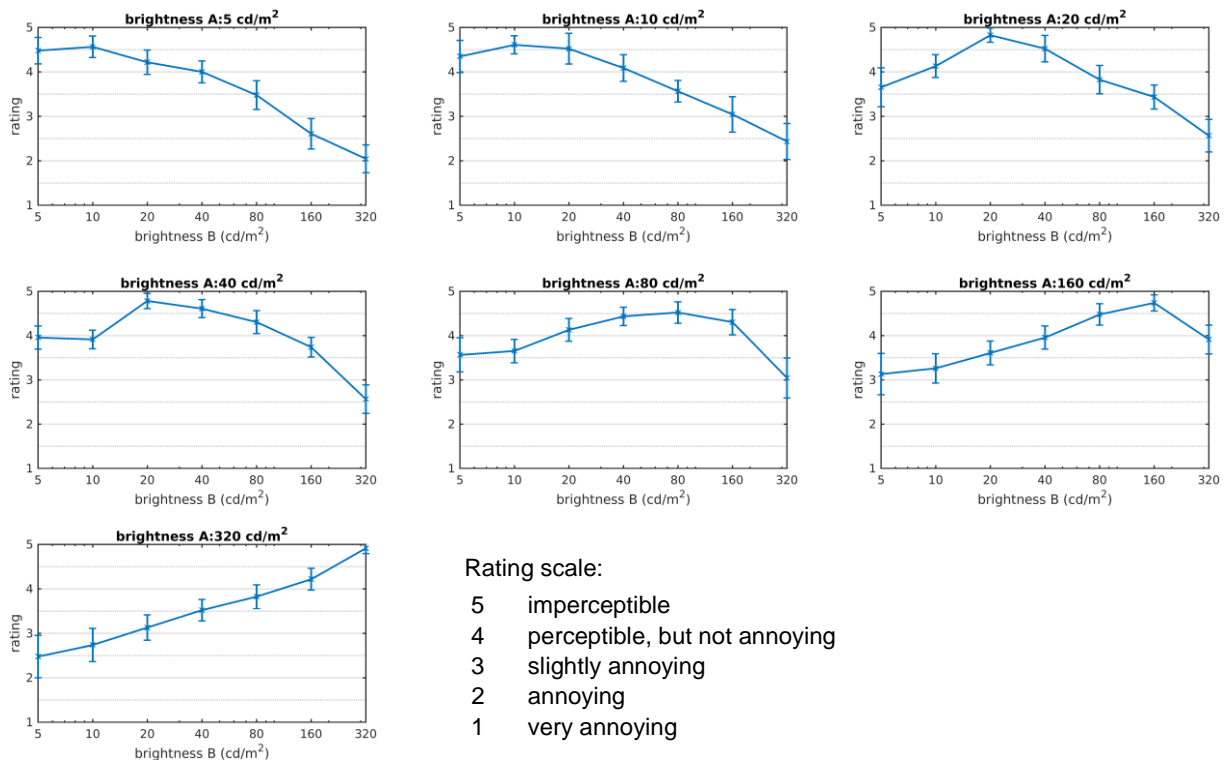 brightness A:5 cd/m²
5
4
3
2
1
rating
5 10 20 40 80 160 320
brightness B (cd/m²)
brightness A:10 cd/m²
5
4
3
2
1
rating
5 10 20 40 80 160 320
brightness B (cd/m²)
brightness A:20 cd/m²
5
4
3
2
1
rating
5 10 20 40 80 160 320
brightness B (cd/m²)
brightness A:40 cd/m²
5
4
3
2
1
rating
5 10 20 40 80 160 320
brightness B (cd/m²)
brightness A:80 cd/m²
5
4
3
2
1
rating
5 10 20 40 80 160 320
brightness B (cd/m²)
brightness A:160 cd/m²
5
4
3
2
1
rating
5 10 20 40 80 160 320
brightness B (cd/m²)
brightness A:320 cd/m²
5
4
3
2
1
rating
5 10 20 40 80 160 320
brightness B (cd/m²)
Rating scale:
5 imperceptible
4 perceptible, but not annoying
3 slightly annoying
2 annoying
1 very annoying